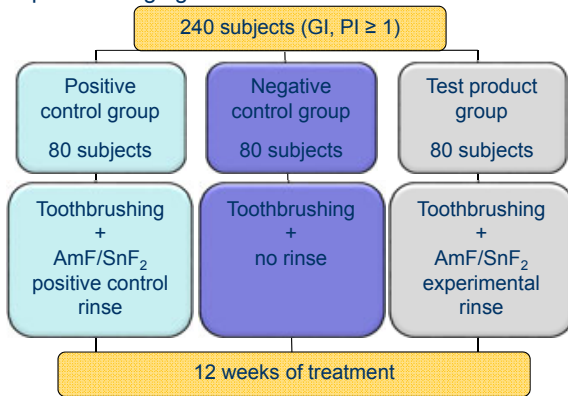 240 subjects (GI, PI ≥ 1)
Positive
control group
80 subjects
Negative
control group
80 subjects
Test product
group
80 subjects
Toothbrushing
+
AmF/SnF₂
positive control
rinse
Toothbrushing
+
no rinse
Toothbrushing
+
AmF/SnF₂
experimental
rinse
12 weeks of treatment